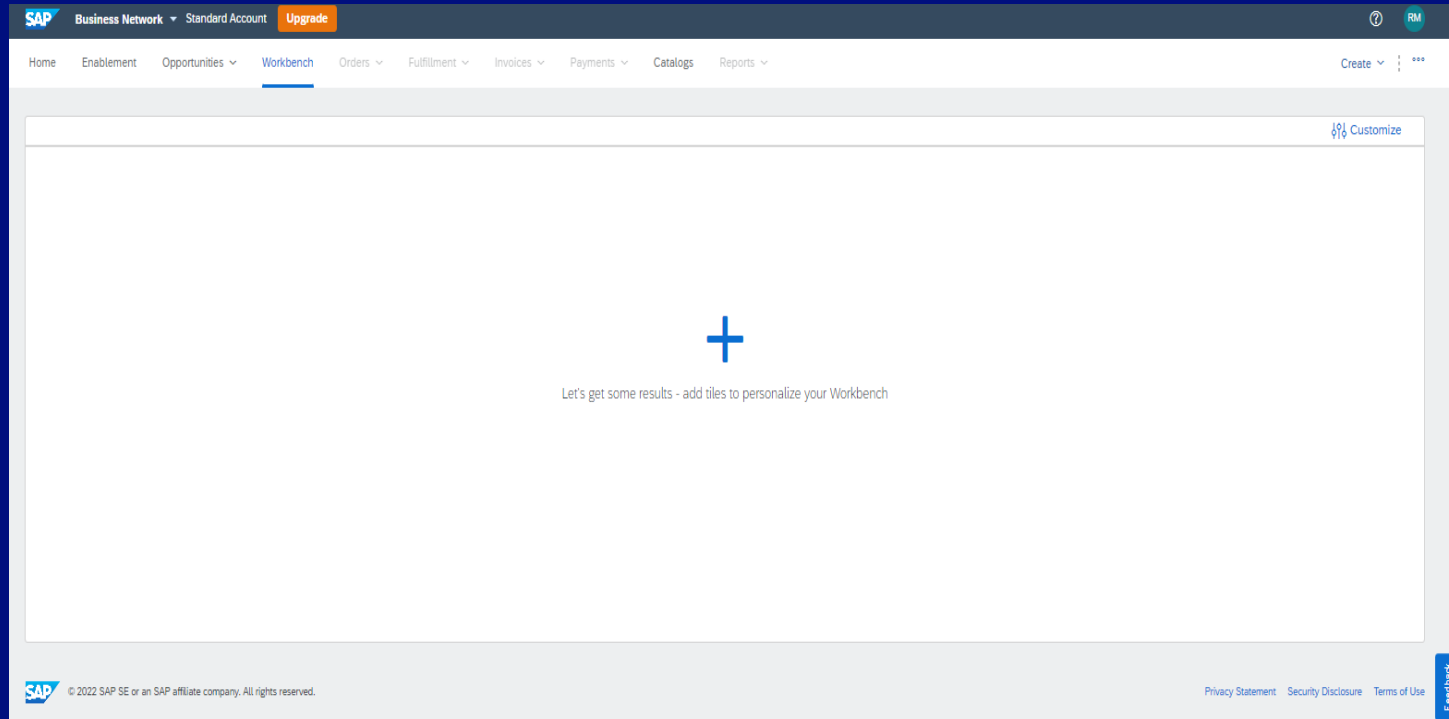 SAP Business Network Standard Account Upgrade RM
Home Enablement Opportunities Workbench Orders Fulfillment Invoices Payments Catalogs Reports Create
Customize
Let's get some results - add tiles to personalize your Workbench
SAP © 2022 SAP SE or an SAP affiliate company. All rights reserved. Privacy Statement Security Disclosure Terms of Use
Feedback